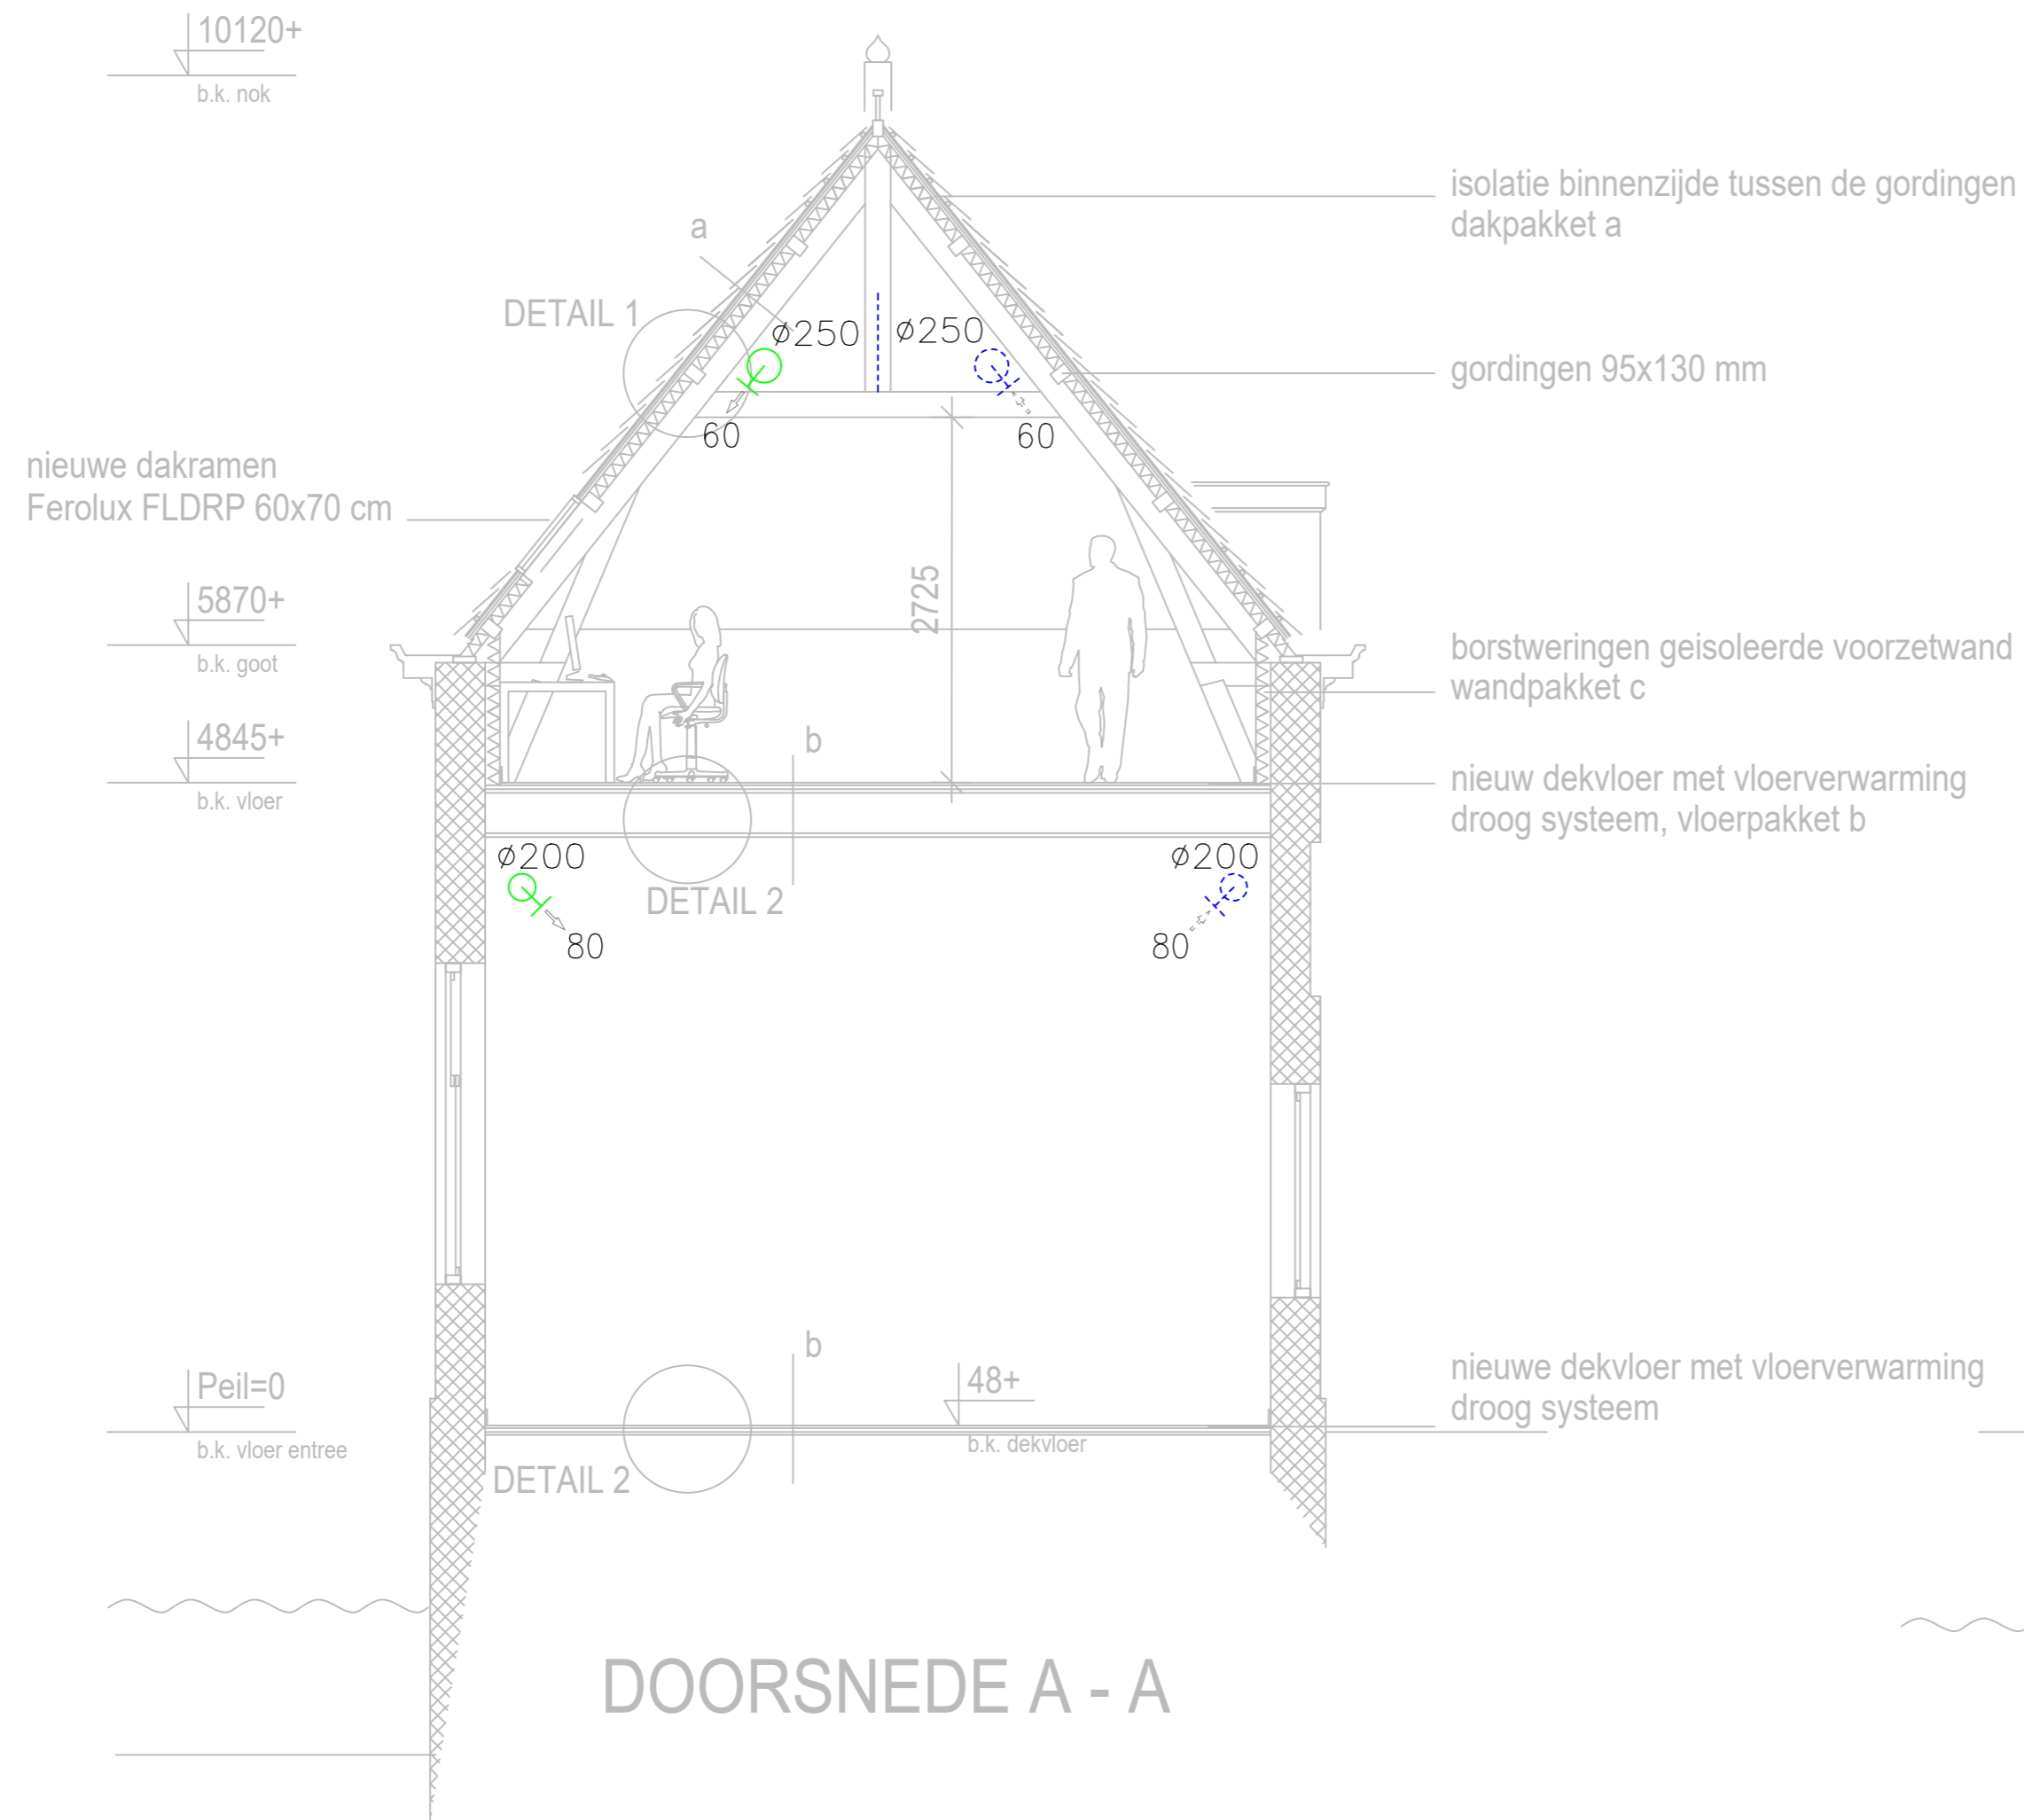 10120+
b.k. nok
isolatie binnenzijde tussen de gordingen
dakpakket a
a
DETAIL 1
ø250
ø250
gordingen 95x130 mm
60
60
nieuwe dakramen
Ferolux FLDRP 60x70 cm
5870+
b.k. goot
2725
borstweringen geisoleerde voorzetwand
wandpakket c
4845+
b.k. vloer
b
nieuw dekvloer met vloerverwarming
droog systeem, vloerpakket b
ø200
ø200
DETAIL 2
80
80
Peil=0
b.k. vloer entree
b
48+
b.k. dekvloer
nieuwe dekvloer met vloerverwarming
droog systeem
DETAIL 2
DOORSNEDE A - A